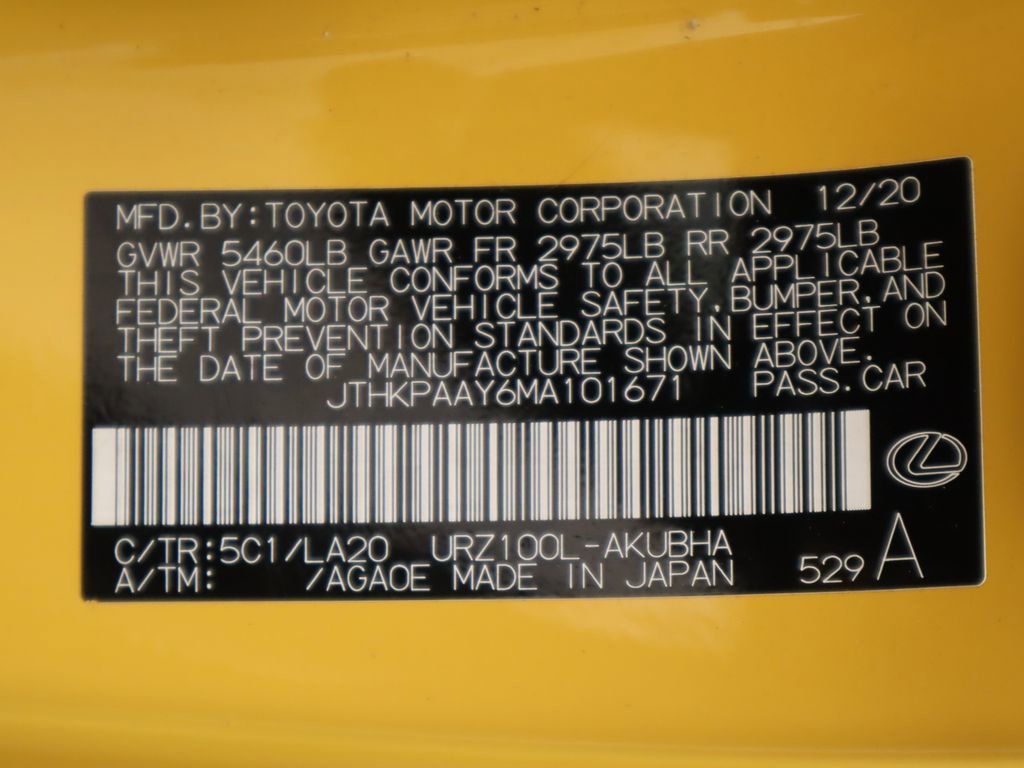 MFD.BY:TOYOTA MOTOR CORPORATION 12/20
GVWR 5460LB GAWR FR 2975LB RR 2975LB
THIS VEHICLE CONFORMS TO ALL APPLICABLE
FEDERAL MOTOR VEHICLE SAFETY,BUMPER,AND
THEFT PREVENTION STANDARDS IN EFFECT ON
THE DATE OF MANUFACTURE SHOWN ABOVE.
JTHKPAAY6MA101671 PASS.CAR
C/TR:5C1/LA20 URZ100L-AKUBHA
A/TM: /AGA0E MADE IN JAPAN 529 A